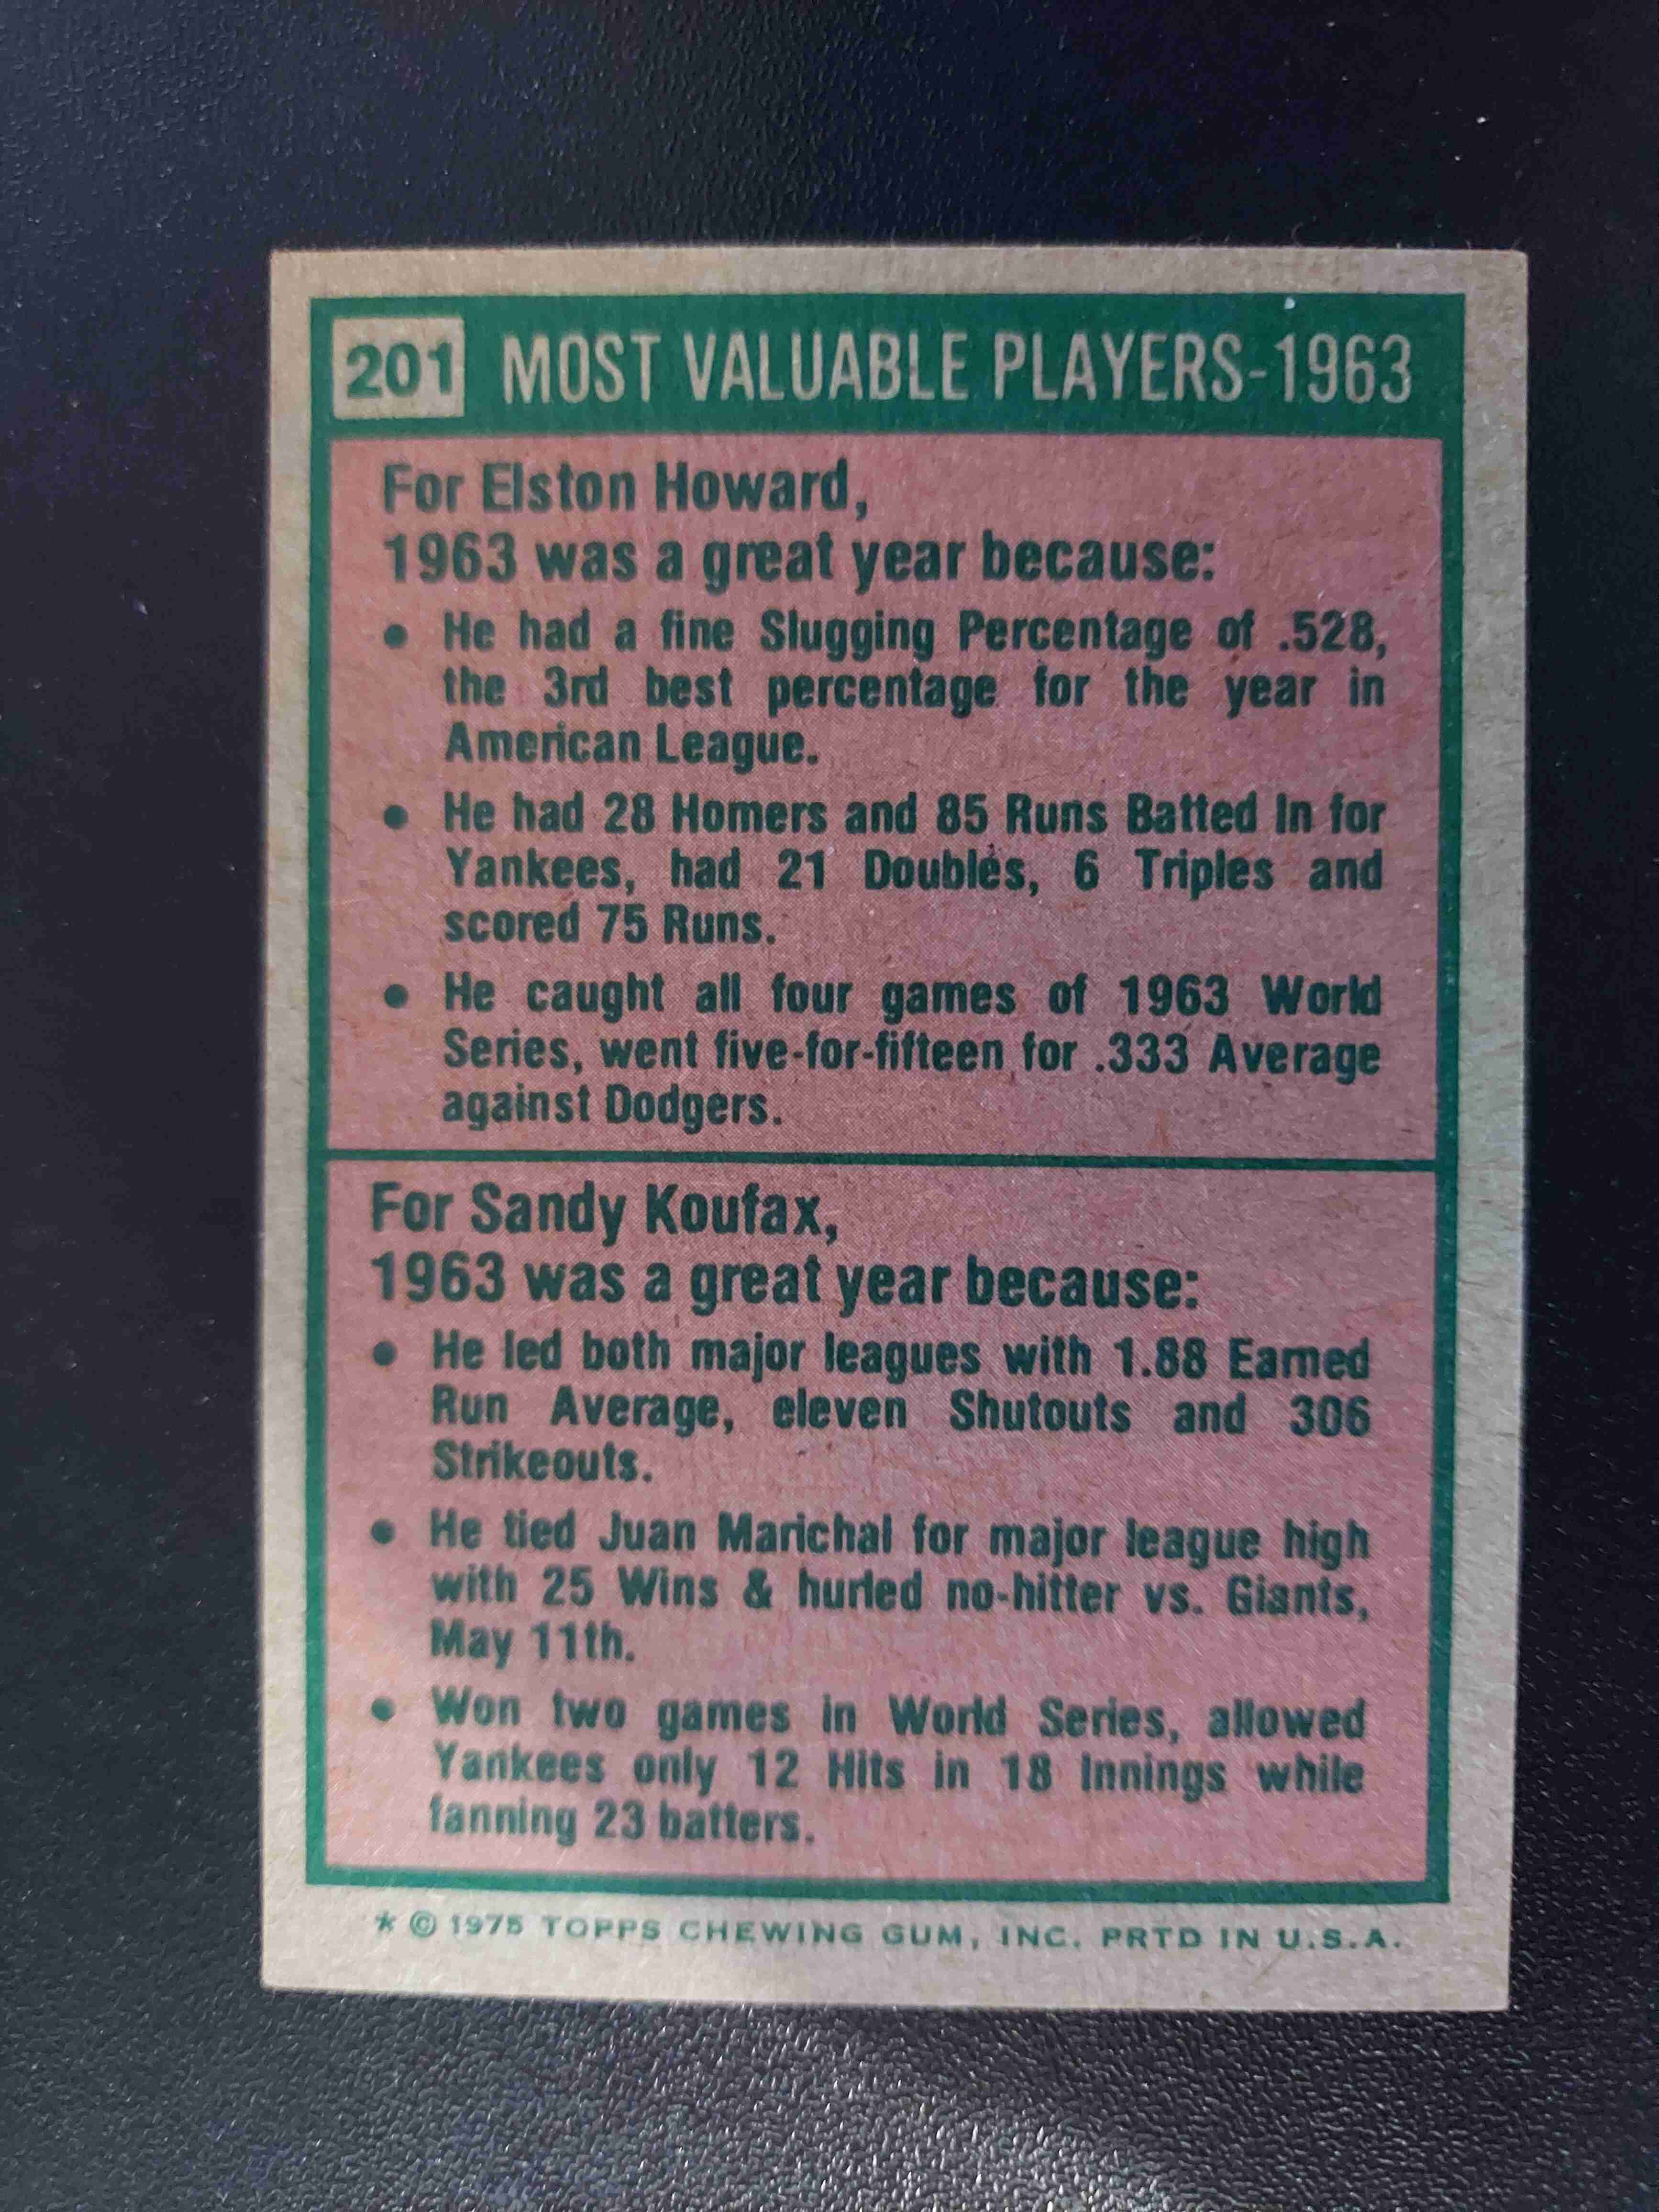 201 MOST VALUABLE PLAYERS-1963
For Elston Howard,
1963 was a great year because:
• He had a fine Slugging Percentage of .528,
the 3rd best percentage for the year in
American League.
• He had 28 Homers and 85 Runs Batted In for
Yankees, had 21 Doubles, 6 Triples and
scored 75 Runs.
• He caught all four games of 1963 World
Series, went five-for-fifteen for .333 Average
against Dodgers.
For Sandy Koufax,
1963 was a great year because:
• He led both major leagues with 1.88 Earned
Run Average, eleven Shutouts and 306
Strikeouts.
• He tied Juan Marichal for major league high
with 25 Wins & hurled no-hitter vs. Giants,
May 11th.
• Won two games in World Series, allowed
Yankees only 12 Hits in 18 Innings while
fanning 23 batters.
* © 1975 TOPPS CHEWING GUM, INC. PRTD IN U.S.A.